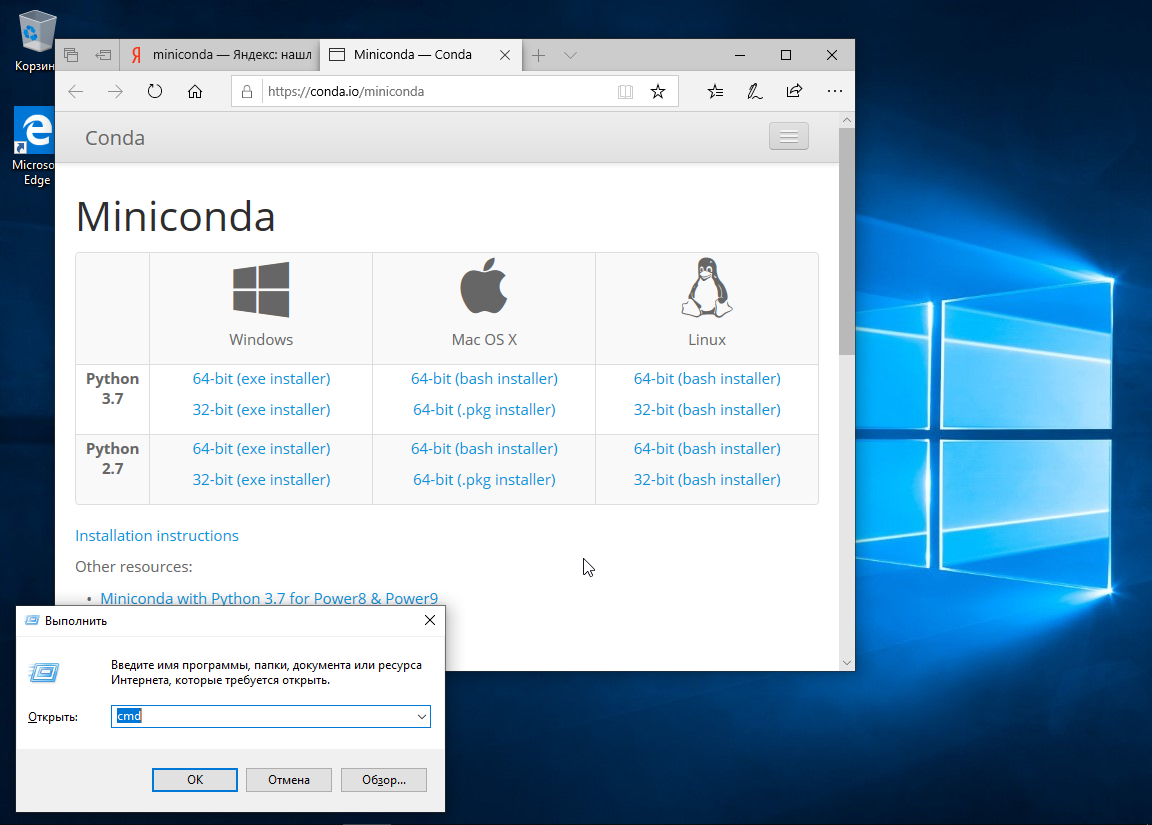 Корзин
Microso
Edge
miniconda — Яндекс: нашл
Miniconda — Conda
https://conda.io/miniconda
Conda
Miniconda
Windows
Mac OS X
Linux
Python 3.7
64-bit (exe installer)
64-bit (bash installer)
64-bit (bash installer)
32-bit (exe installer)
64-bit (.pkg installer)
32-bit (bash installer)
Python 2.7
64-bit (exe installer)
64-bit (bash installer)
64-bit (bash installer)
32-bit (exe installer)
64-bit (.pkg installer)
32-bit (bash installer)
Installation instructions
Other resources:
• Miniconda with Python 3.7 for Power8 & Power9
Выполнить
Введите имя программы, папки, документа или ресурса
Интернета, которые требуется открыть.
Открыть:
cmd
ОК
Отмена
Обзор...